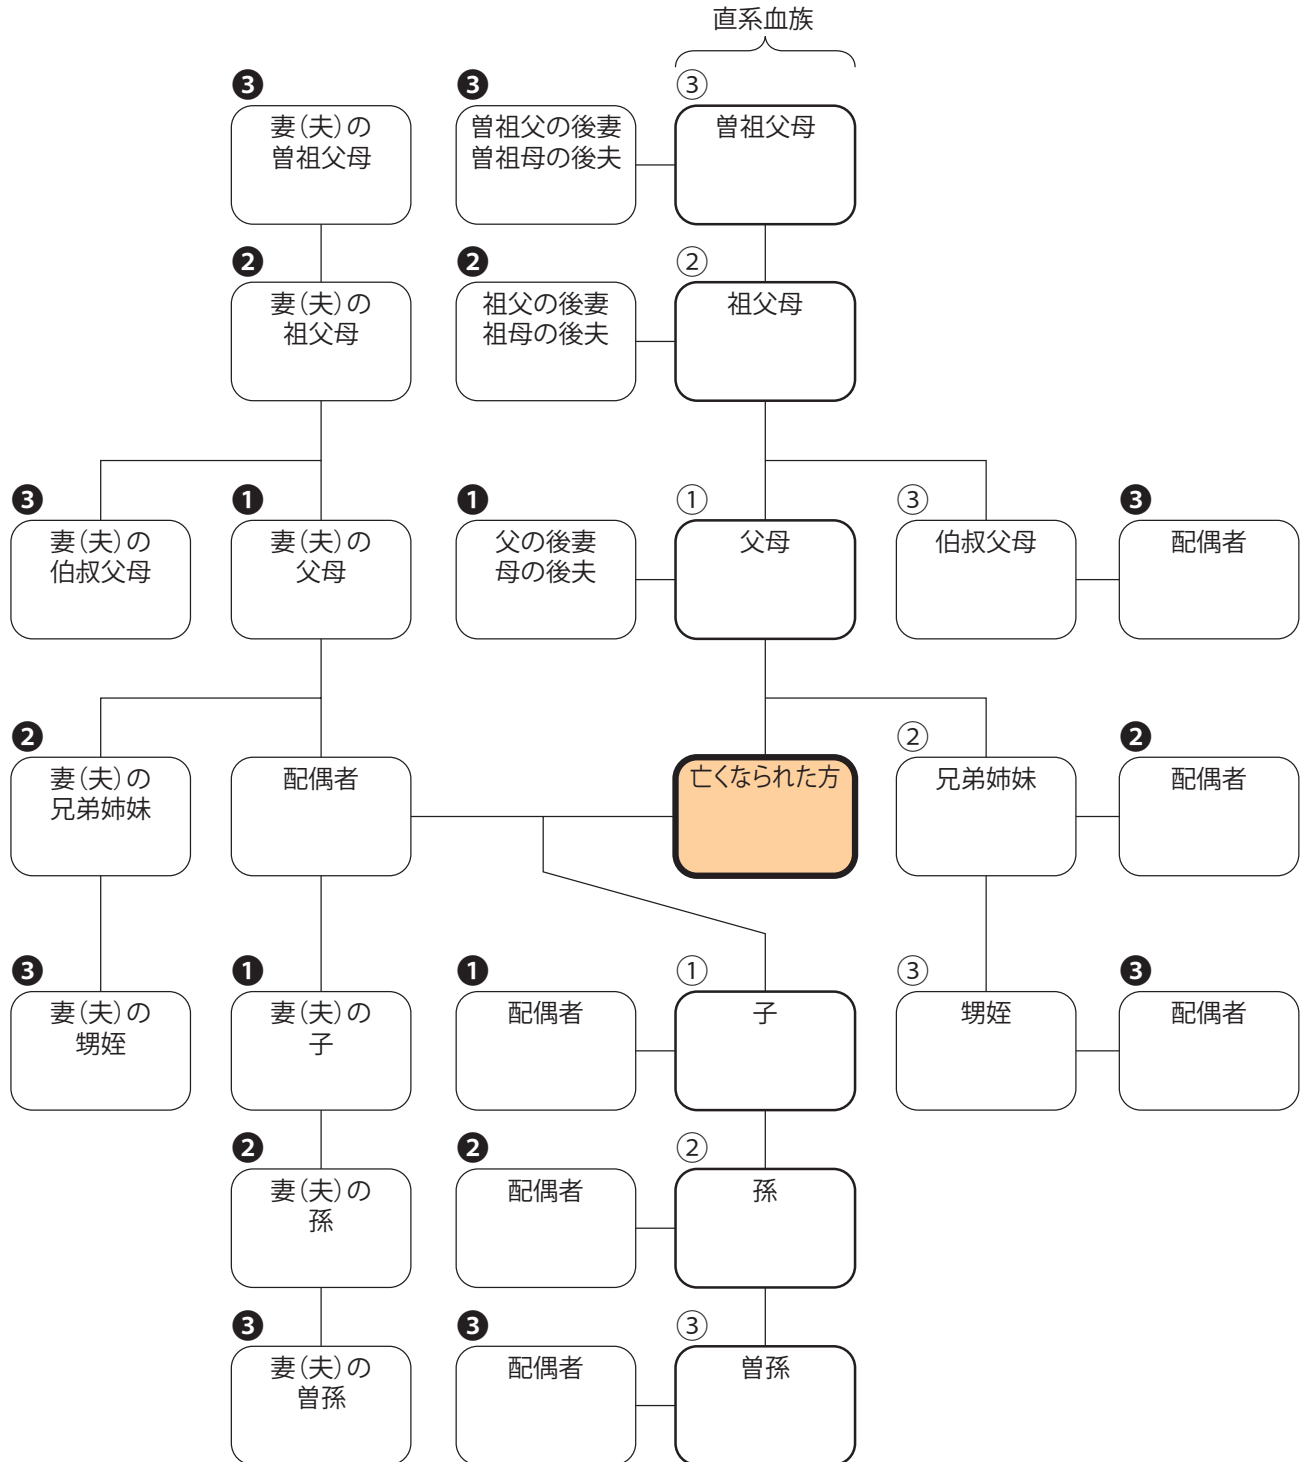 直系血族
❸
妻(夫)の
曽祖父母
❸
曽祖父の後妻
曽祖母の後夫
③
曽祖父母
❷
妻(夫)の
祖父母
❷
祖父の後妻
祖母の後夫
②
祖父母
❸
妻(夫)の
伯叔父母
❶
妻(夫)の
父母
❶
父の後妻
母の後夫
①
父母
③
伯叔父母
❸
配偶者
❷
妻(夫)の
兄弟姉妹
配偶者
亡くなられた方
②
兄弟姉妹
❷
配偶者
❸
妻(夫)の
甥姪
❶
妻(夫)の
子
❶
配偶者
①
子
③
甥姪
❸
配偶者
❷
妻(夫)の
孫
❷
配偶者
②
孫
❸
妻(夫)の
曽孫
❸
配偶者
③
曽孫